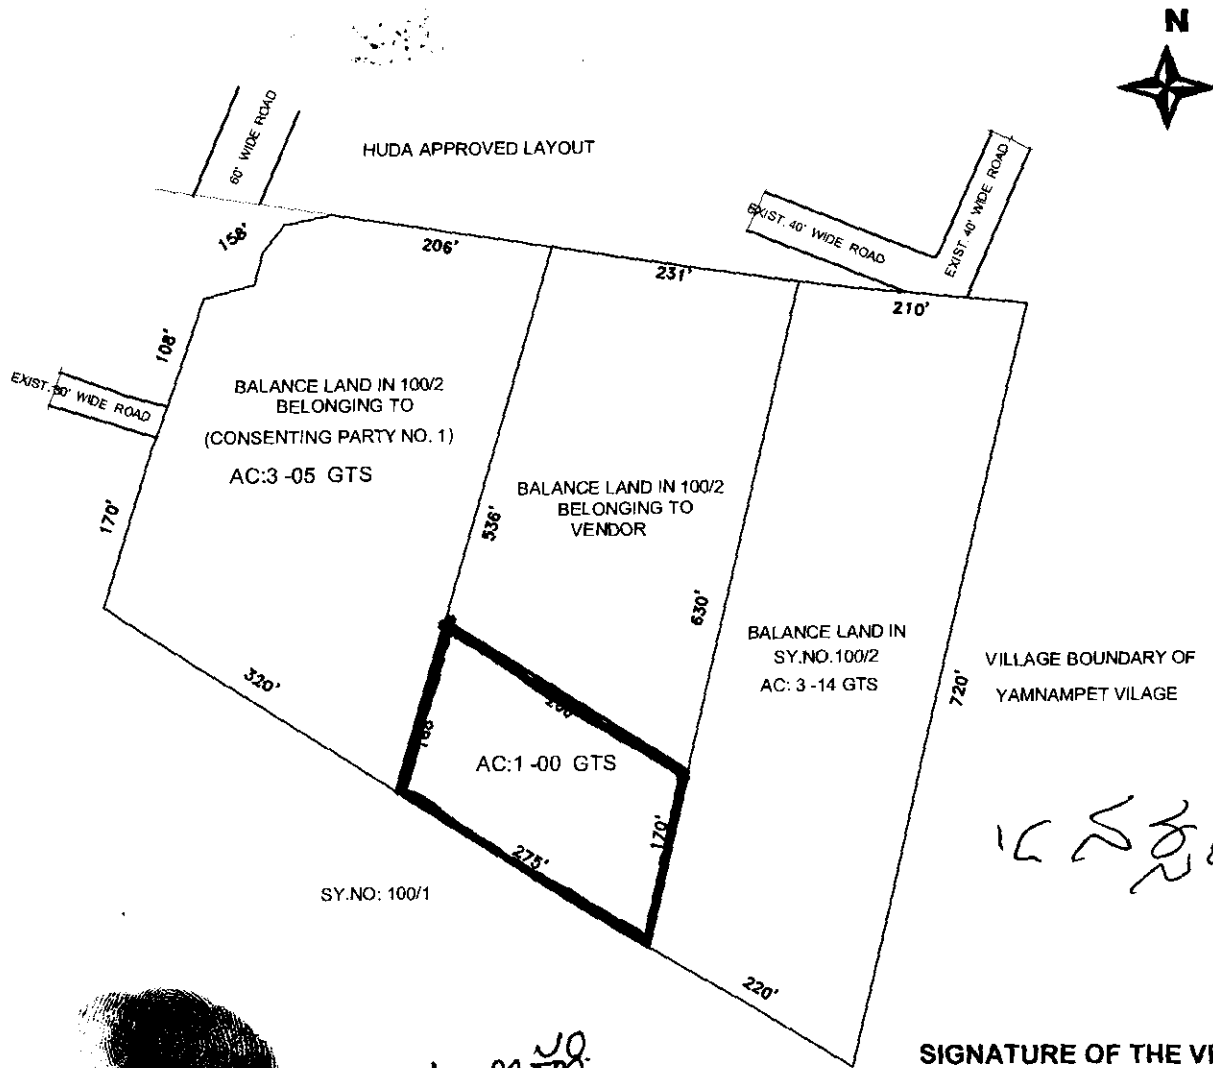 N
60' WIDE ROAD
HUDA APPROVED LAYOUT
EXIST. 40' WIDE ROAD
EXIST. 40' WIDE ROAD
158'
206'
231'
210'
108'
EXIST. WIDE ROAD
BALANCE LAND IN 100/2
BELONGING TO
(CONSENTING PARTY NO. 1)
AC:3 -05 GTS
170'
536'
BALANCE LAND IN 100/2
BELONGING TO
VENDOR
630'
BALANCE LAND IN
SY.NO.100/2
AC: 3 -14 GTS
720'
VILLAGE BOUNDARY OF
YAMNAMPET VILAGE
320'
AC:1 -00 GTS
170'
275'
SY.NO: 100/1
220'
SIGNATURE OF THE